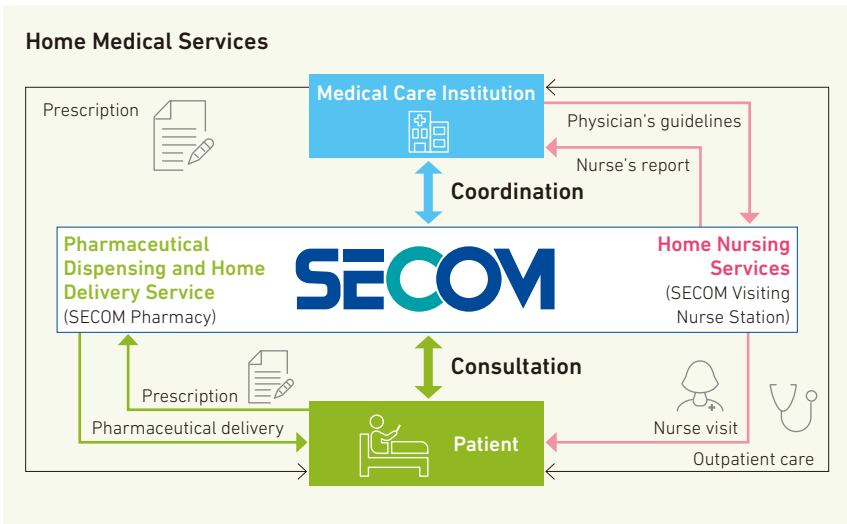 Home Medical Services
Medical Care Institution
Prescription
Physician's guidelines
Nurse's report
Coordination
Pharmaceutical
Dispensing and Home
Delivery Service
(SECOM Pharmacy)
SECOM
Home Nursing
Services
(SECOM Visiting
Nurse Station)
Consultation
Prescription
Pharmaceutical delivery
Patient
Nurse visit
Outpatient care